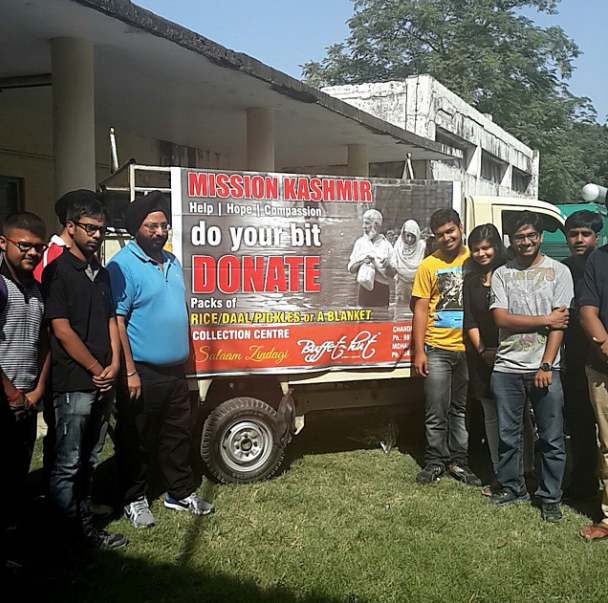 MISSION KASHMIR
Help | Hope | Compassion
do your bit
DONATE
Packs of
RICE/DAAL/PICKLES or A BLANKET
COLLECTION CENTRE
Salaam Zindagi
Buffet Hut